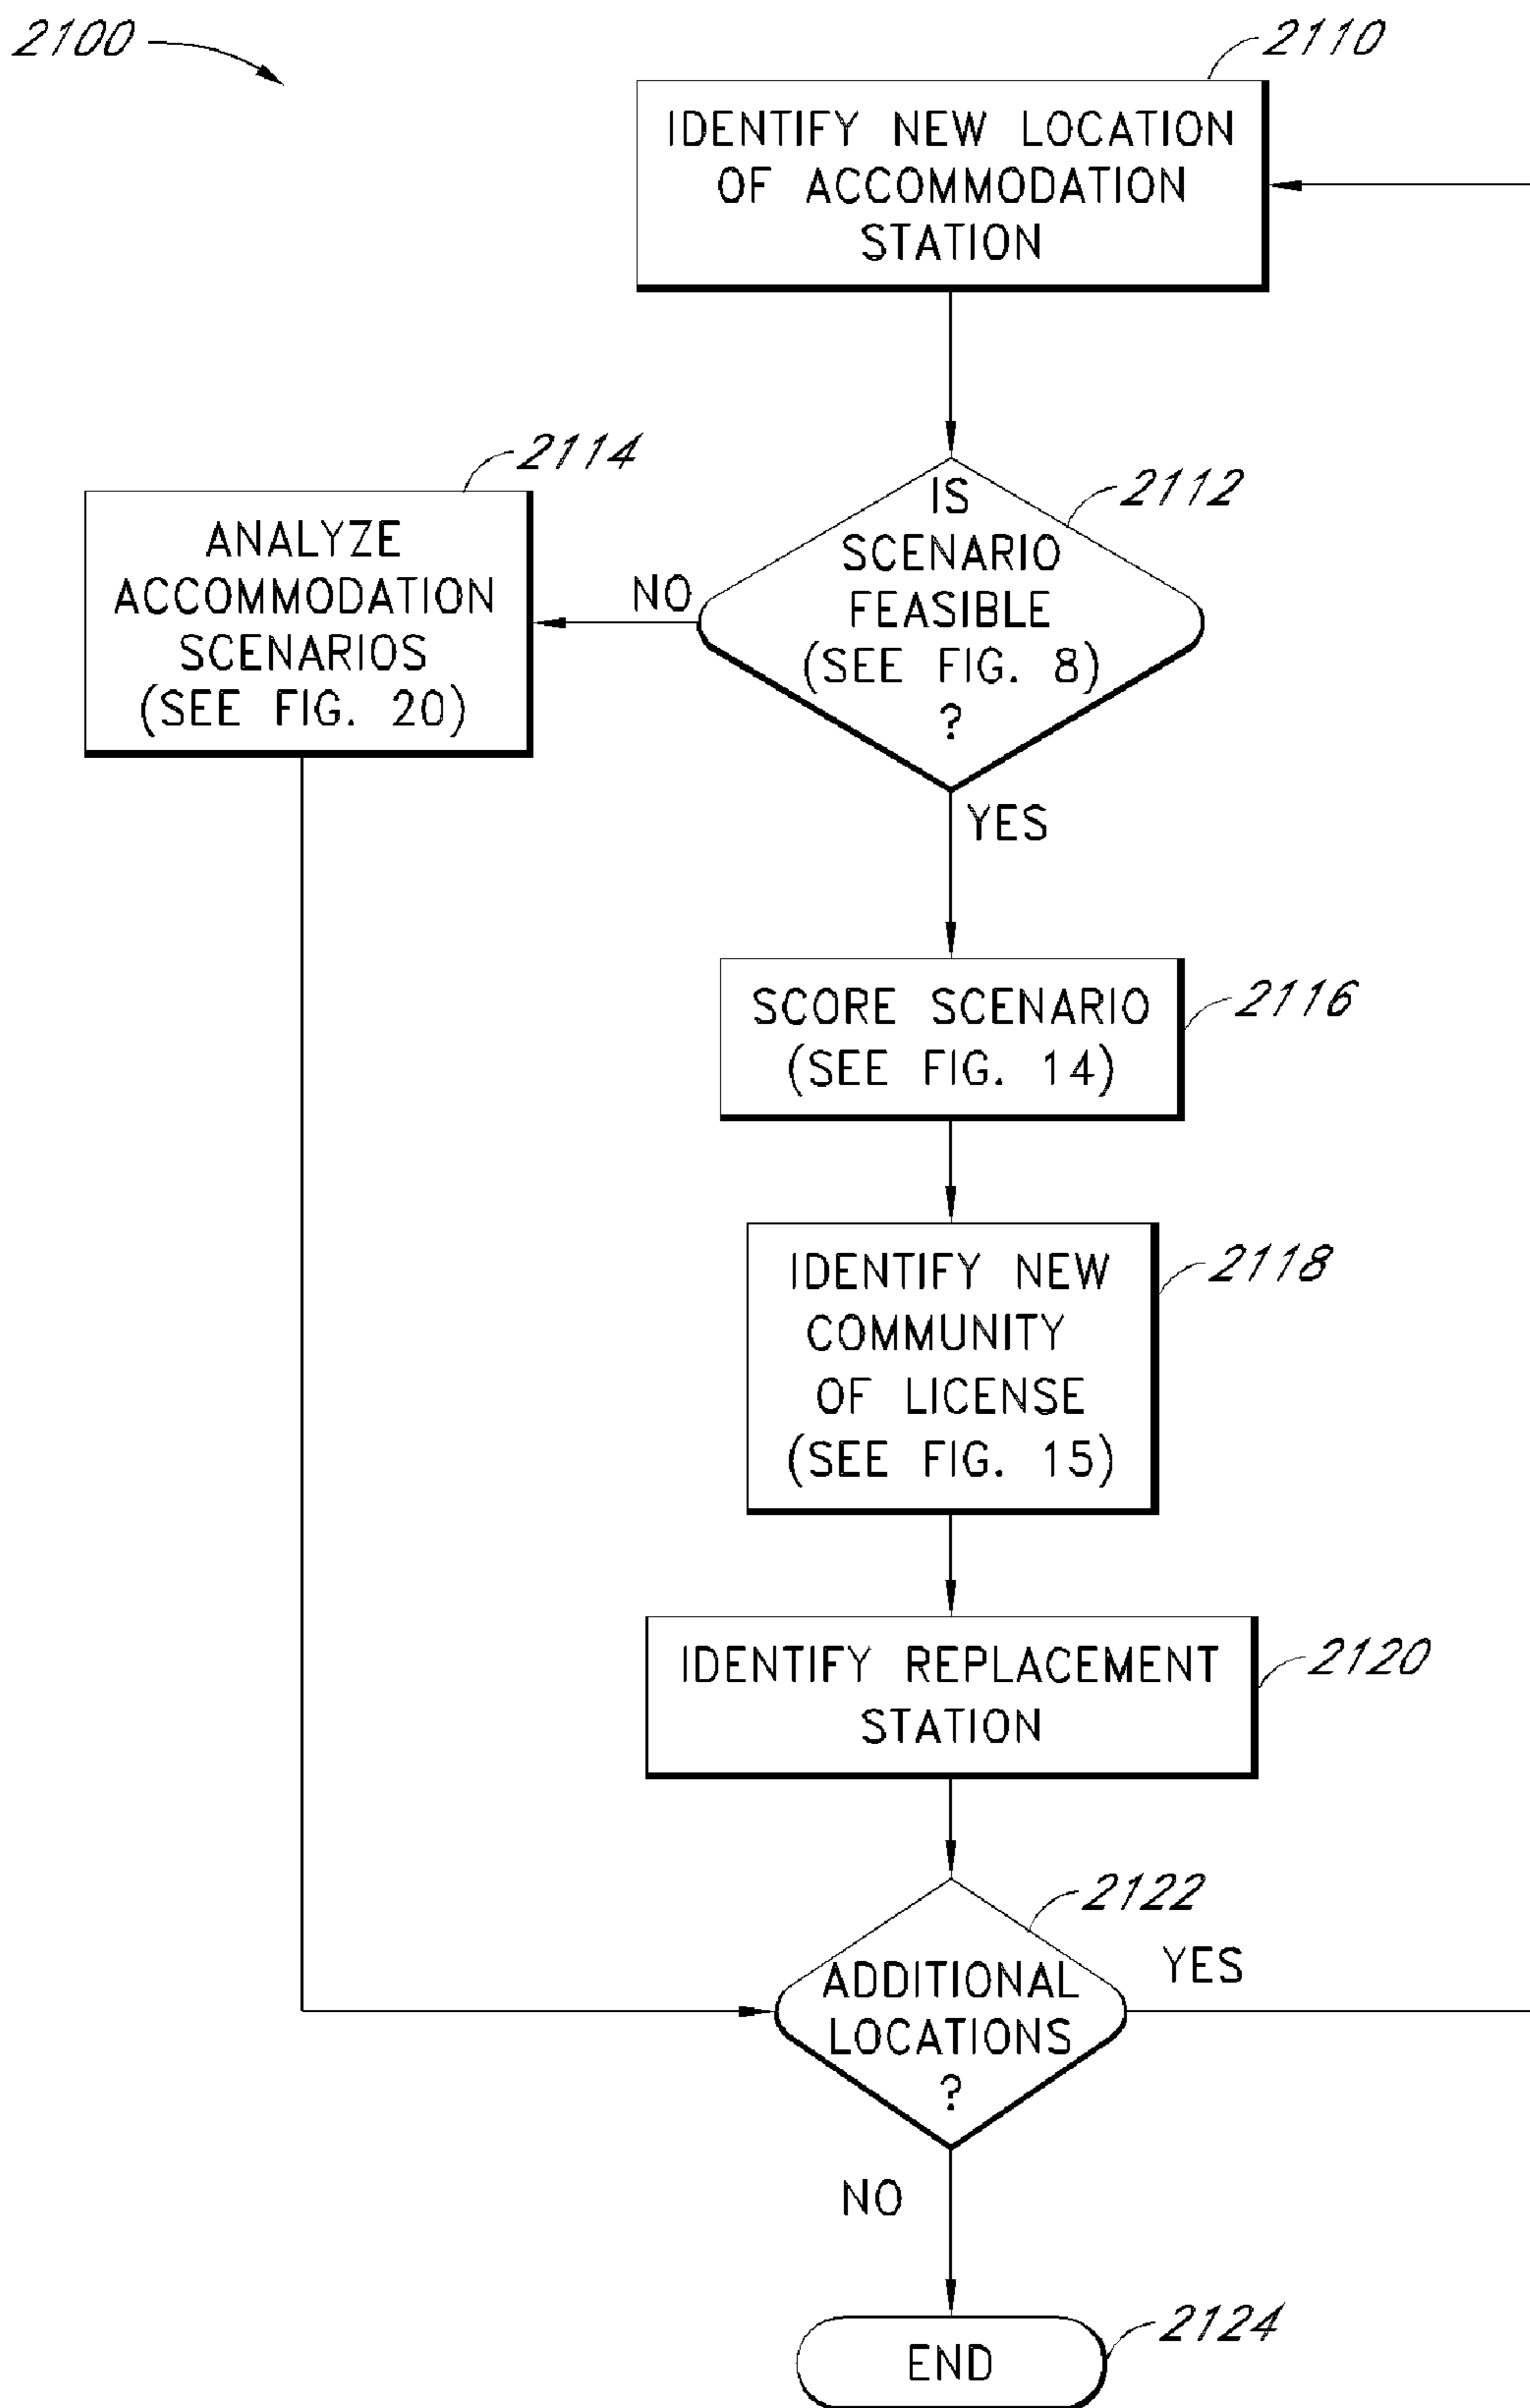 2100
2110
IDENTIFY NEW LOCATION
OF ACCOMMODATION
STATION
2114
2112
ANALYZE
ACCOMMODATION
SCENARIOS
(SEE FIG. 20)
NO
IS
SCENARIO
FEASIBLE
(SEE FIG. 8)
?
YES
SCORE SCENARIO
(SEE FIG. 14)
2116
IDENTIFY NEW
COMMUNITY
OF LICENSE
(SEE FIG. 15)
2118
IDENTIFY REPLACEMENT
STATION
2120
2122
ADDITIONAL
LOCATIONS
?
YES
NO
END
2124